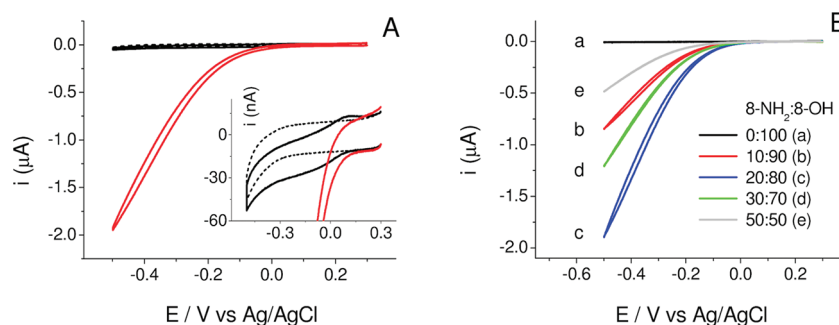 A
0.0
-0.5
-1.0
-1.5
-2.0
i (μA)
i (nA)
0
-30
-60
-0.3
0.0
0.3
-0.4
-0.2
0.0
0.2
E / V vs Ag/AgCl
0.0
-0.5
-1.0
-1.5
-2.0
i (μA)
a
e
b
d
c
8-NH2:8-OH
0:100 (a)
10:90 (b)
20:80 (c)
30:70 (d)
50:50 (e)
-0.6
-0.4
-0.2
0.0
0.2
E / V vs Ag/AgCl